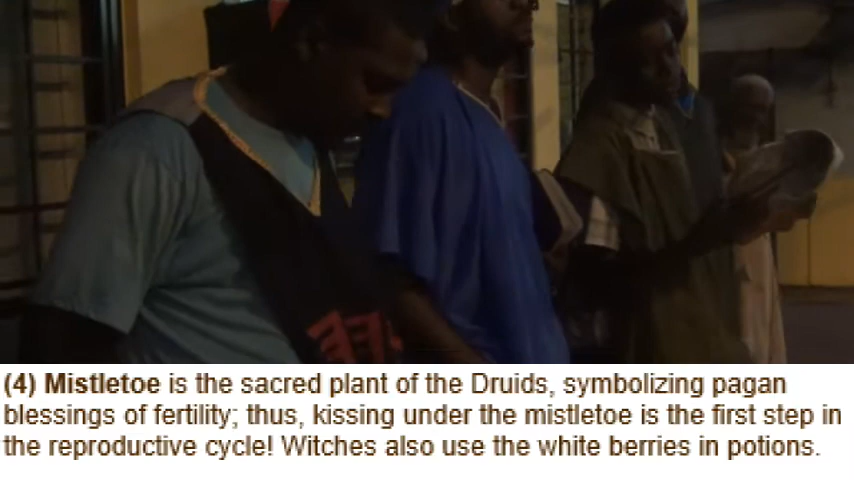 (4) Mistletoe is the sacred plant of the Druids, symbolizing pagan
blessings of fertility; thus, kissing under the mistletoe is the first step in
the reproductive cycle! Witches also use the white berries in potions.